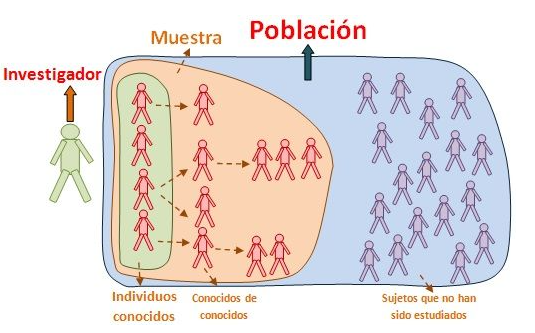 Población
Muestra
Investigador
Individuos
conocidos
Conocidos de
conocidos
Sujetos que no han
sido estudiados